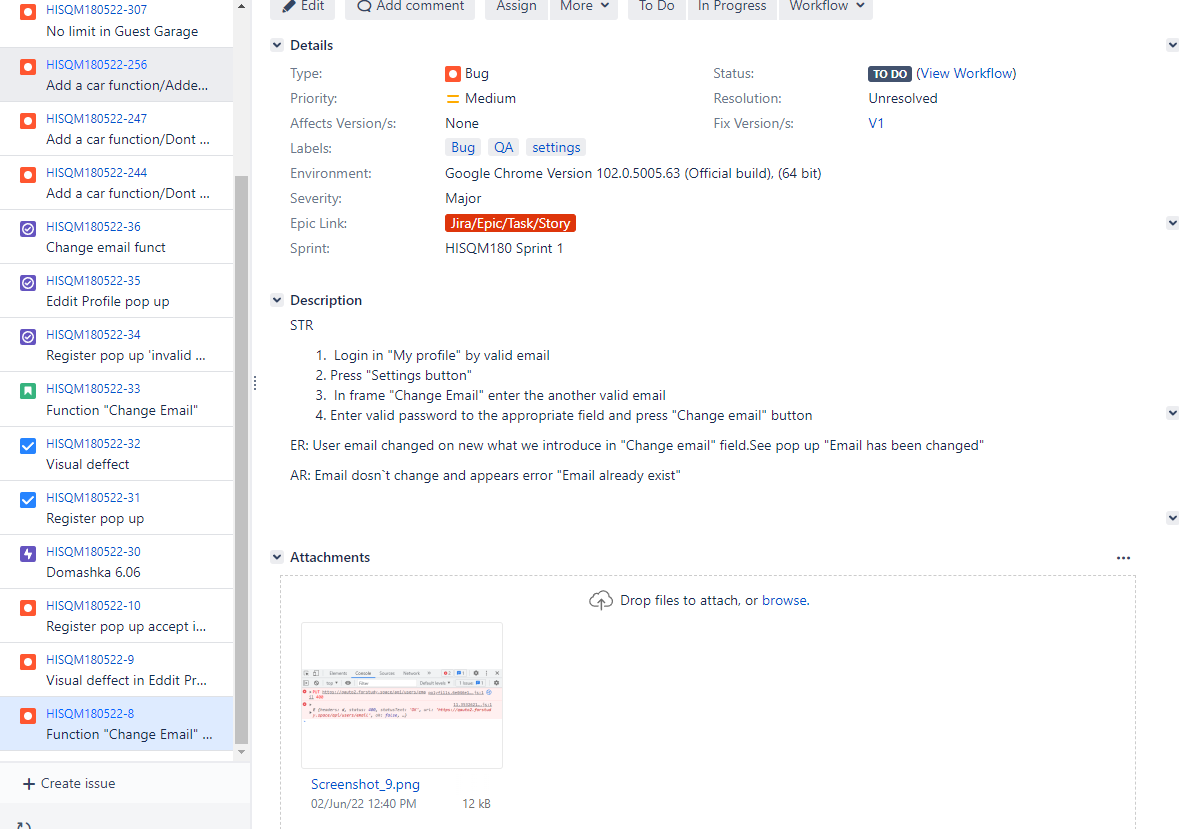 HISQM180522-307
No limit in Guest Garage
HISQM180522-256
Add a car function/Adde...
HISQM180522-247
Add a car function/Dont ...
HISQM180522-244
Add a car function/Dont ...
HISQM180522-36
Change email funct
HISQM180522-35
Eddit Profile pop up
HISQM180522-34
Register pop up 'invalid ...
HISQM180522-33
Function "Change Email"
HISQM180522-32
Visual deffect
HISQM180522-31
Register pop up
HISQM180522-30
Domashka 6.06
HISQM180522-10
Register pop up accept i...
HISQM180522-9
Visual deffect in Eddit Pr...
HISQM180522-8
Function "Change Email" ...
+ Create issue
Edit Add comment Assign More To Do In Progress Workflow
Details
Type: Bug Status: TO DO (View Workflow)
Priority: Medium Resolution: Unresolved
Affects Version/s: None Fix Version/s: V1
Labels: Bug QA settings
Environment: Google Chrome Version 102.0.5005.63 (Official build), (64 bit)
Severity: Major
Epic Link: Jira/Epic/Task/Story
Sprint: HISQM180 Sprint 1
Description
STR
1. Login in "My profile" by valid email
2. Press "Settings button"
3. In frame "Change Email" enter the another valid email
4. Enter valid password to the appropriate field and press "Change email" button
ER: User email changed on new what we introduce in "Change email" field.See pop up "Email has been changed"
AR: Email dosn`t change and appears error "Email already exist"
Attachments
Drop files to attach, or browse.
Elements Console Sources Network
top Filter Default levels 1 Issue
Screenshot_9.png
02/Jun/22 12:40 PM 12 kB